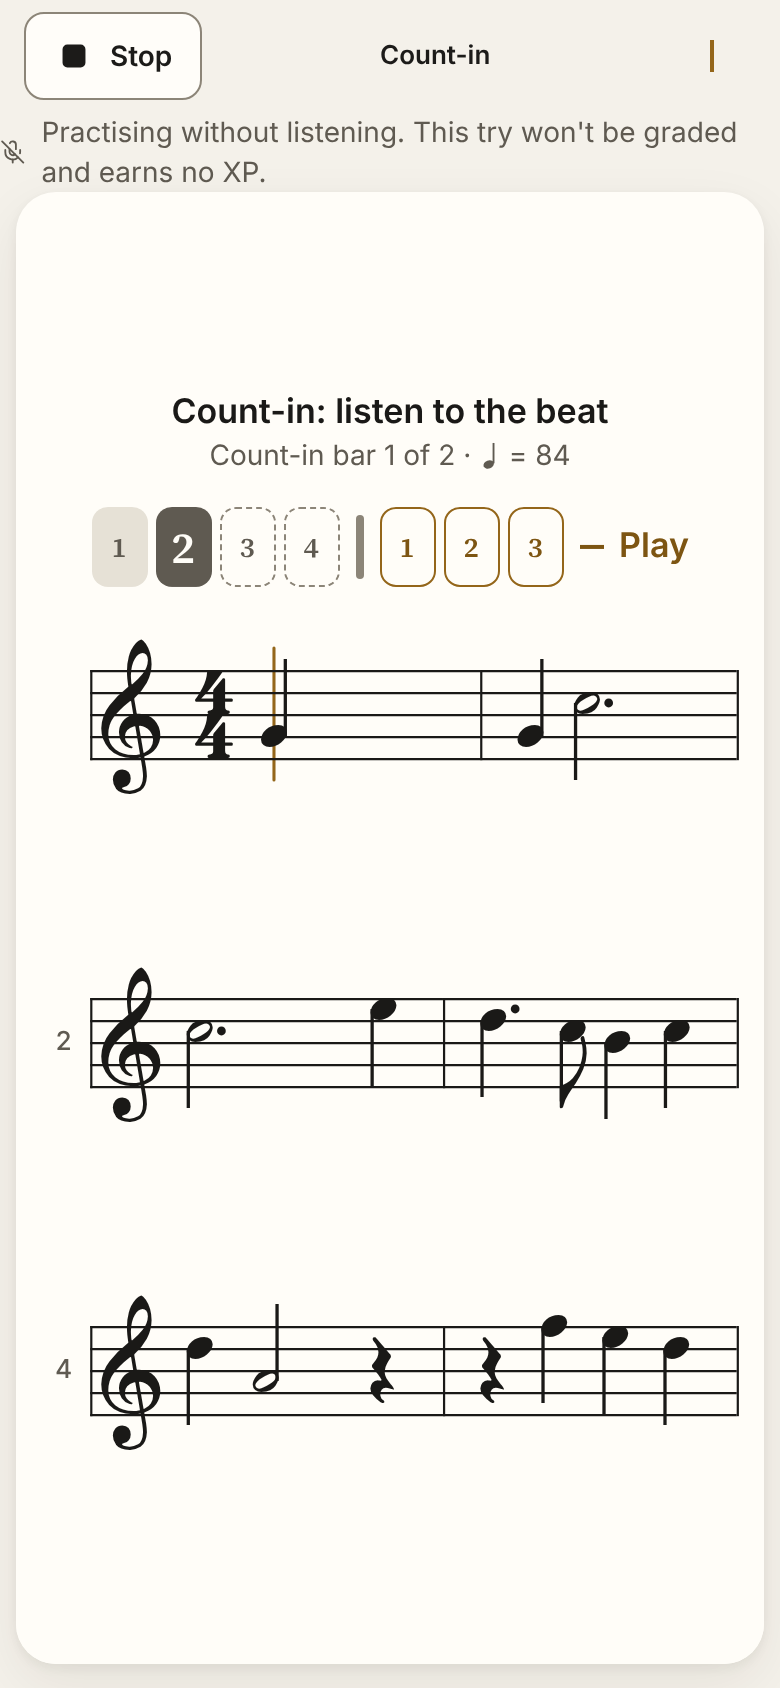 Stop
Count-in
Practising without listening. This try won't be graded
and earns no XP.
Count-in: listen to the beat
Count-in bar 1 of 2 · ♩ = 84
1 2 3 4 1 2 3 – Play
4
4
2
4